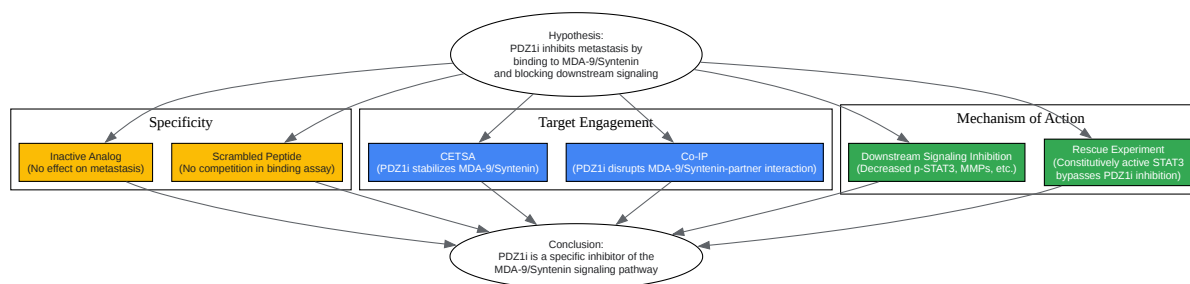 Hypothesis:
PDZ1i inhibits metastasis by
binding to MDA-9/Syntenin
and blocking downstream signaling
Specificity
Inactive Analog
(No effect on metastasis)
Scrambled Peptide
(No competition in binding assay)
Target Engagement
CETSA
(PDZ1i stabilizes MDA-9/Syntenin)
Co-IP
(PDZ1i disrupts MDA-9/Syntenin-partner interaction)
Mechanism of Action
Downstream Signaling Inhibition
(Decreased p-STAT3, MMPs, etc.)
Rescue Experiment
(Constitutively active STAT3
bypasses PDZ1i inhibition)
Conclusion:
PDZ1i is a specific inhibitor of the
MDA-9/Syntenin signaling pathway